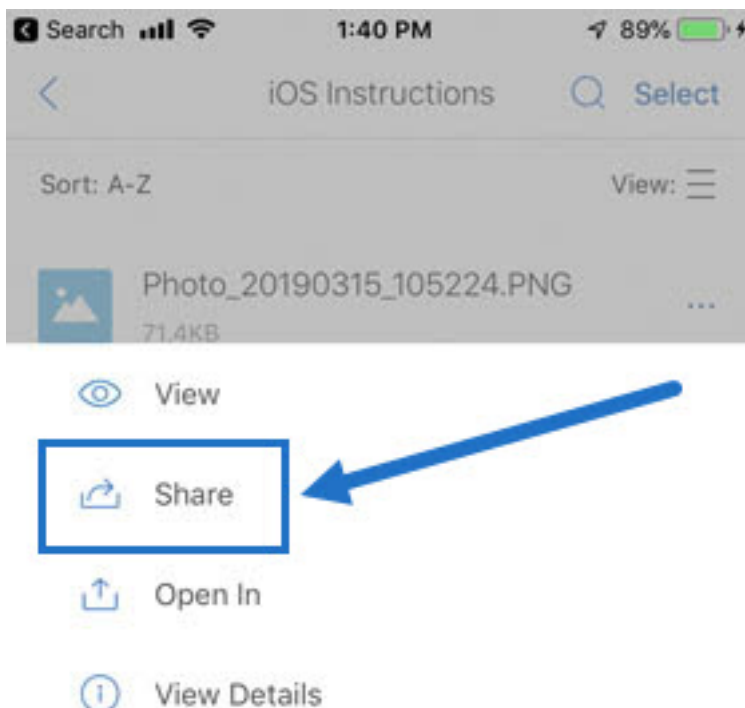 Search 1:40 PM 89%
iOS Instructions Select
Sort: A-Z View:
Photo_20190315_105224.PNG
...
71.4KB
View
Share
Open In
View Details